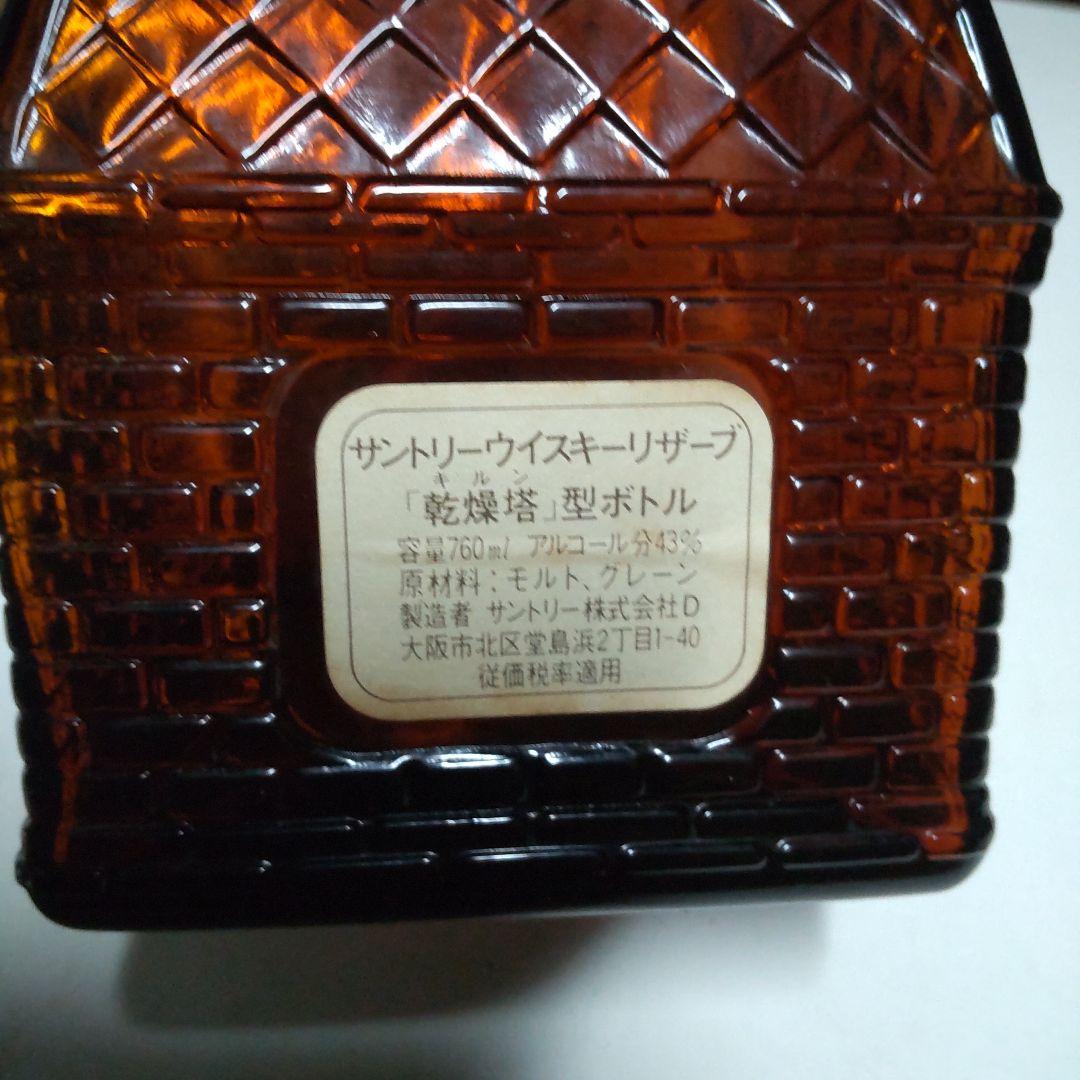 サントリーウイスキーリザーブ
キルン
「乾燥塔」型ボトル
容量760ml アルコール分43%
原材料：モルト、グレーン
製造者 サントリー株式会社D
大阪市北区堂島浜2丁目1-40
従価税率適用